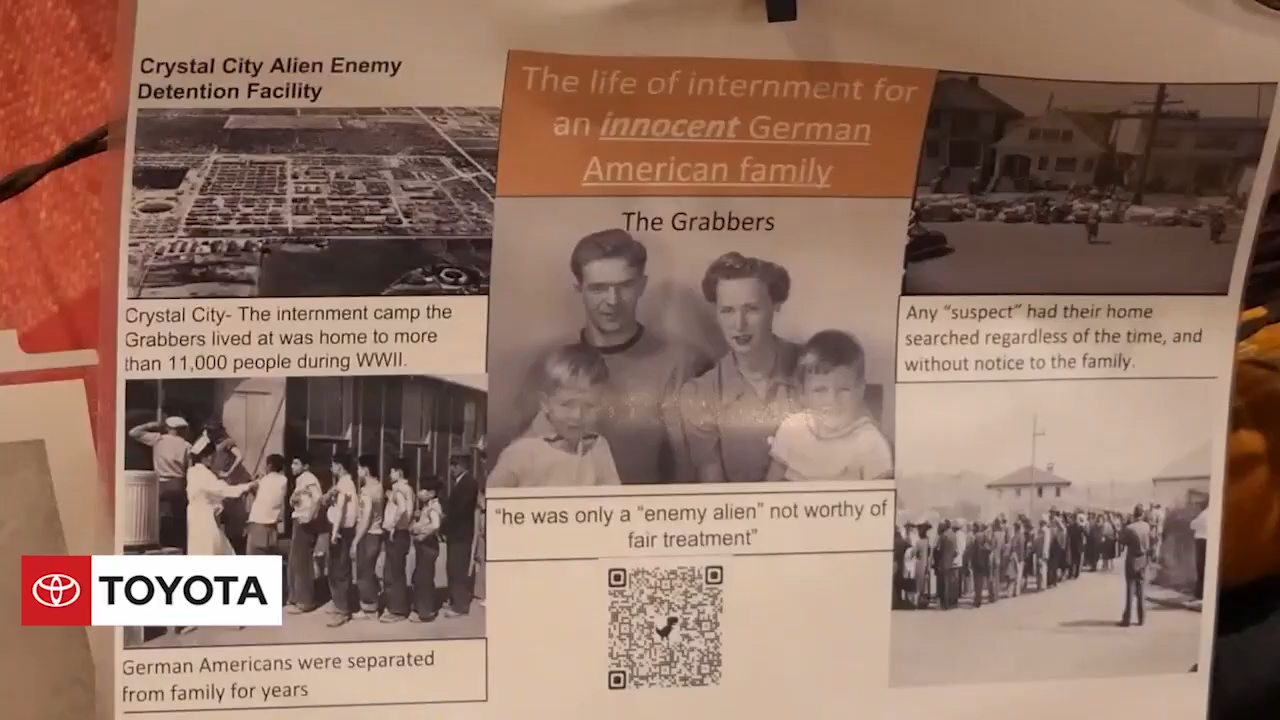 Crystal City Alien Enemy
Detention Facility
Crystal City- The internment camp the
Grabbers lived at was home to more
than 11,000 people during WWII.
German Americans were separated
from family for years
The life of internment for
an innocent German
American family
The Grabbers
"he was only a "enemy alien" not worthy of
fair treatment"
Any "suspect" had their home
searched regardless of the time, and
without notice to the family.
TOYOTA